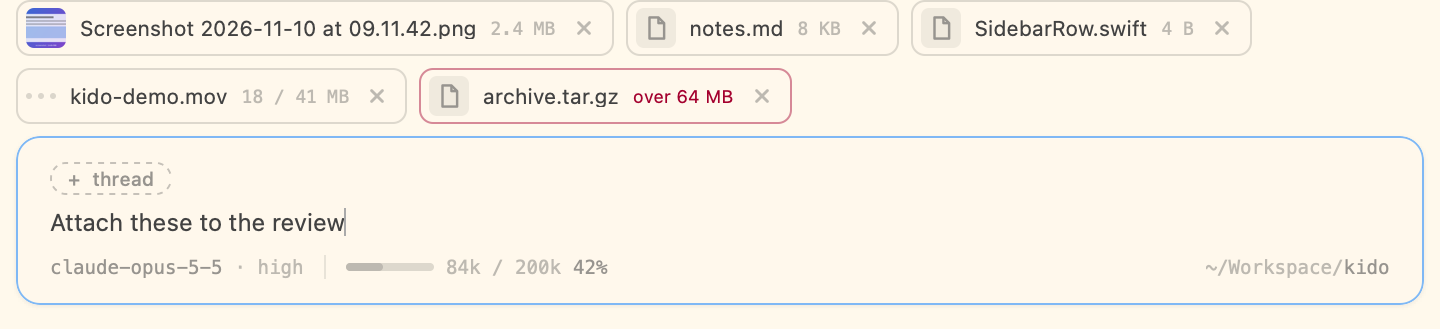 Screenshot 2026-11-10 at 09.11.42.png 2.4 MB × notes.md 8 KB × SidebarRow.swift 4 B ×
kido-demo.mov 18 / 41 MB × archive.tar.gz over 64 MB ×
+ thread
Attach these to the review
claude-opus-5-5 · high 84k / 200k 42% ~/Workspace/kido